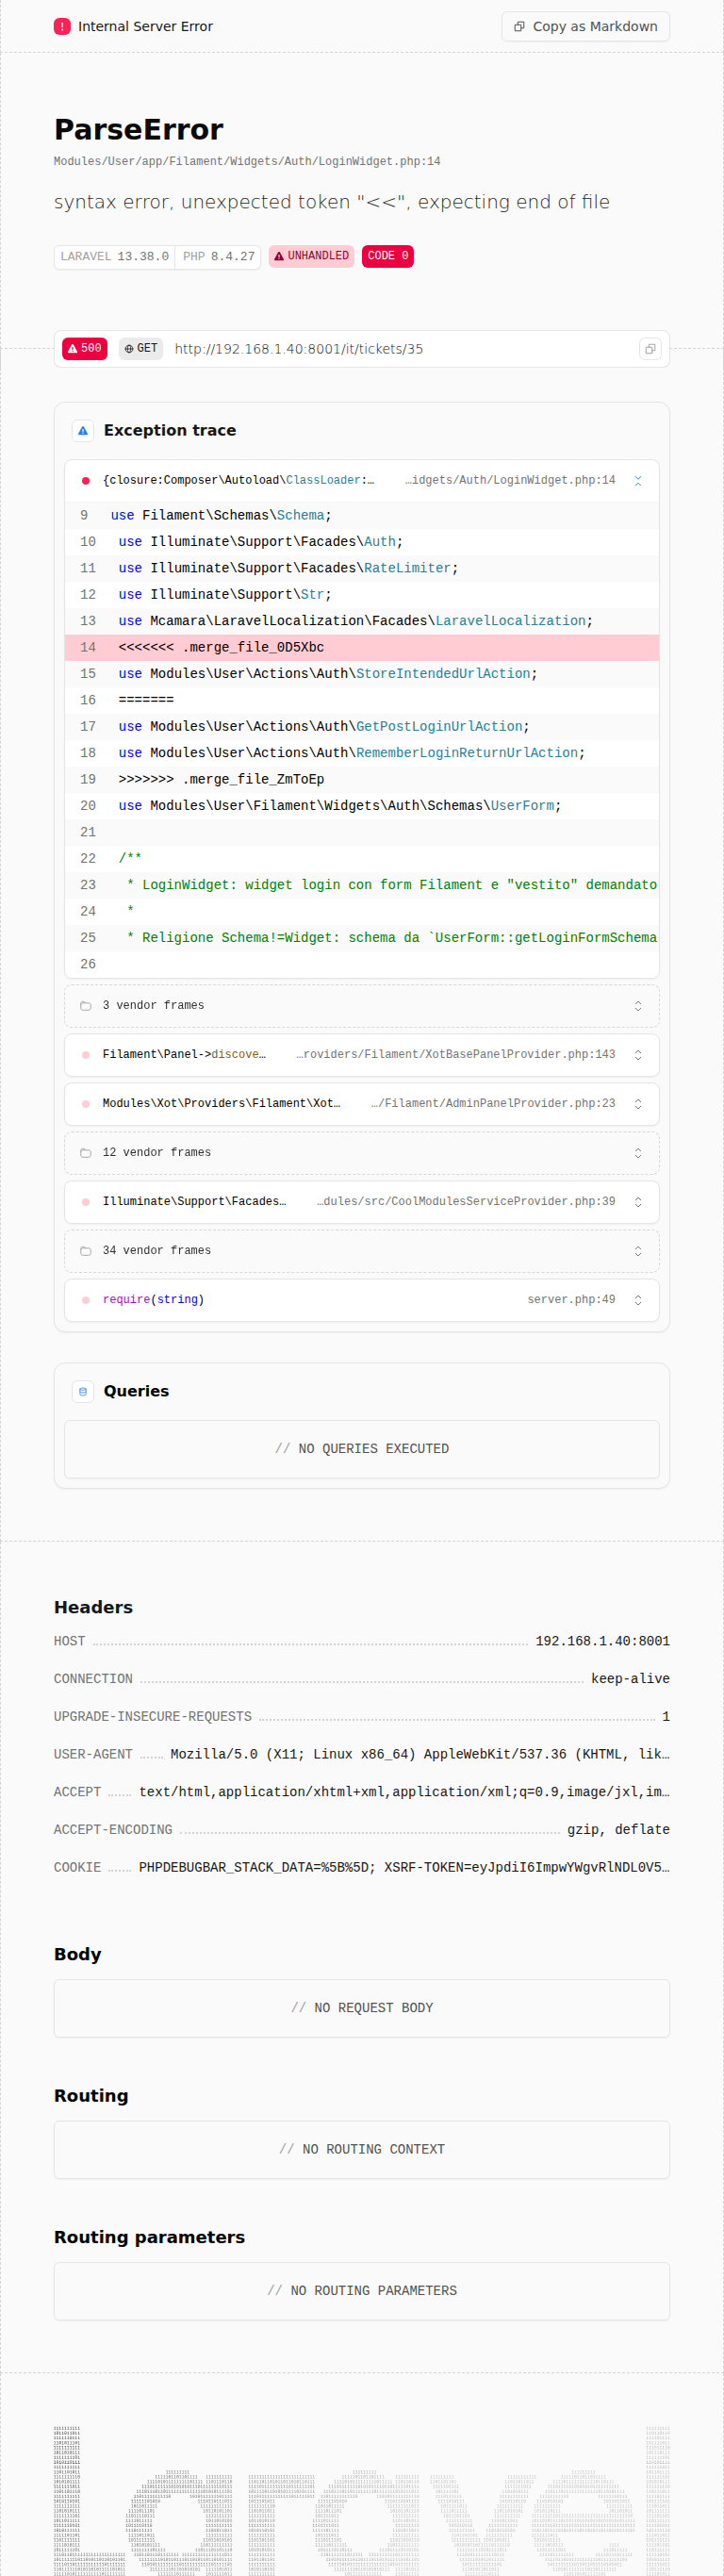 Internal Server Error
Copy as Markdown
ParseError
Modules/User/app/Filament/Widgets/Auth/LoginWidget.php:14
syntax error, unexpected token "<<", expecting end of file
LARAVEL 13.38.0 PHP 8.4.27 UNHANDLED CODE 0
500 GET http://192.168.1.40:8001/it/tickets/35
Exception trace
{closure:Composer\Autoload\ClassLoader:… …idgets/Auth/LoginWidget.php:14
9 use Filament\Schemas\Schema;
10 use Illuminate\Support\Facades\Auth;
11 use Illuminate\Support\Facades\RateLimiter;
12 use Illuminate\Support\Str;
13 use Mcamara\LaravelLocalization\Facades\LaravelLocalization;
14 <<<<<<< .merge_file_0D5Xbc
15 use Modules\User\Actions\Auth\StoreIntendedUrlAction;
16 =======
17 use Modules\User\Actions\Auth\GetPostLoginUrlAction;
18 use Modules\User\Actions\Auth\RememberLoginReturnUrlAction;
19 >>>>>>> .merge_file_ZmToEp
20 use Modules\User\Filament\Widgets\Auth\Schemas\UserForm;
21
22 /**
23 * LoginWidget: widget login con form Filament e "vestito" demandato
24 *
25 * Religione Schema!=Widget: schema da `UserForm::getLoginFormSchema
26
3 vendor frames
Filament\Panel->discove… …roviders/Filament/XotBasePanelProvider.php:143
Modules\Xot\Providers\Filament\Xot… …/Filament/AdminPanelProvider.php:23
12 vendor frames
Illuminate\Support\Facades… …dules/src/CoolModulesServiceProvider.php:39
34 vendor frames
require(string) server.php:49
Queries
// NO QUERIES EXECUTED
Headers
HOST 192.168.1.40:8001
CONNECTION keep-alive
UPGRADE-INSECURE-REQUESTS 1
USER-AGENT Mozilla/5.0 (X11; Linux x86_64) AppleWebKit/537.36 (KHTML, lik…
ACCEPT text/html,application/xhtml+xml,application/xml;q=0.9,image/jxl,im…
ACCEPT-ENCODING gzip, deflate
COOKIE PHPDEBUGBAR_STACK_DATA=%5B%5D; XSRF-TOKEN=eyJpdiI6ImpwYWgvRlNDL0V5…
Body
// NO REQUEST BODY
Routing
// NO ROUTING CONTEXT
Routing parameters
// NO ROUTING PARAMETERS